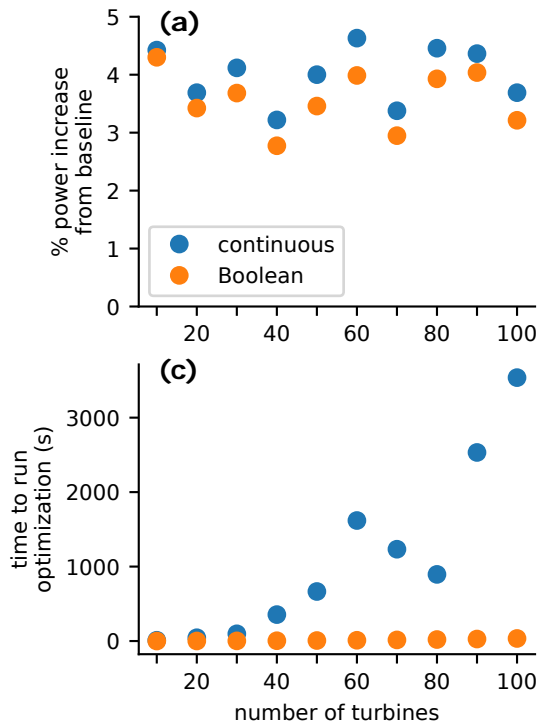 (a)
% power increase
from baseline
5
4
3
2
1
0
continuous
Boolean
20
40
60
80
100
(c)
time to run
optimization (s)
3000
2000
1000
0
20
40
60
80
100
number of turbines